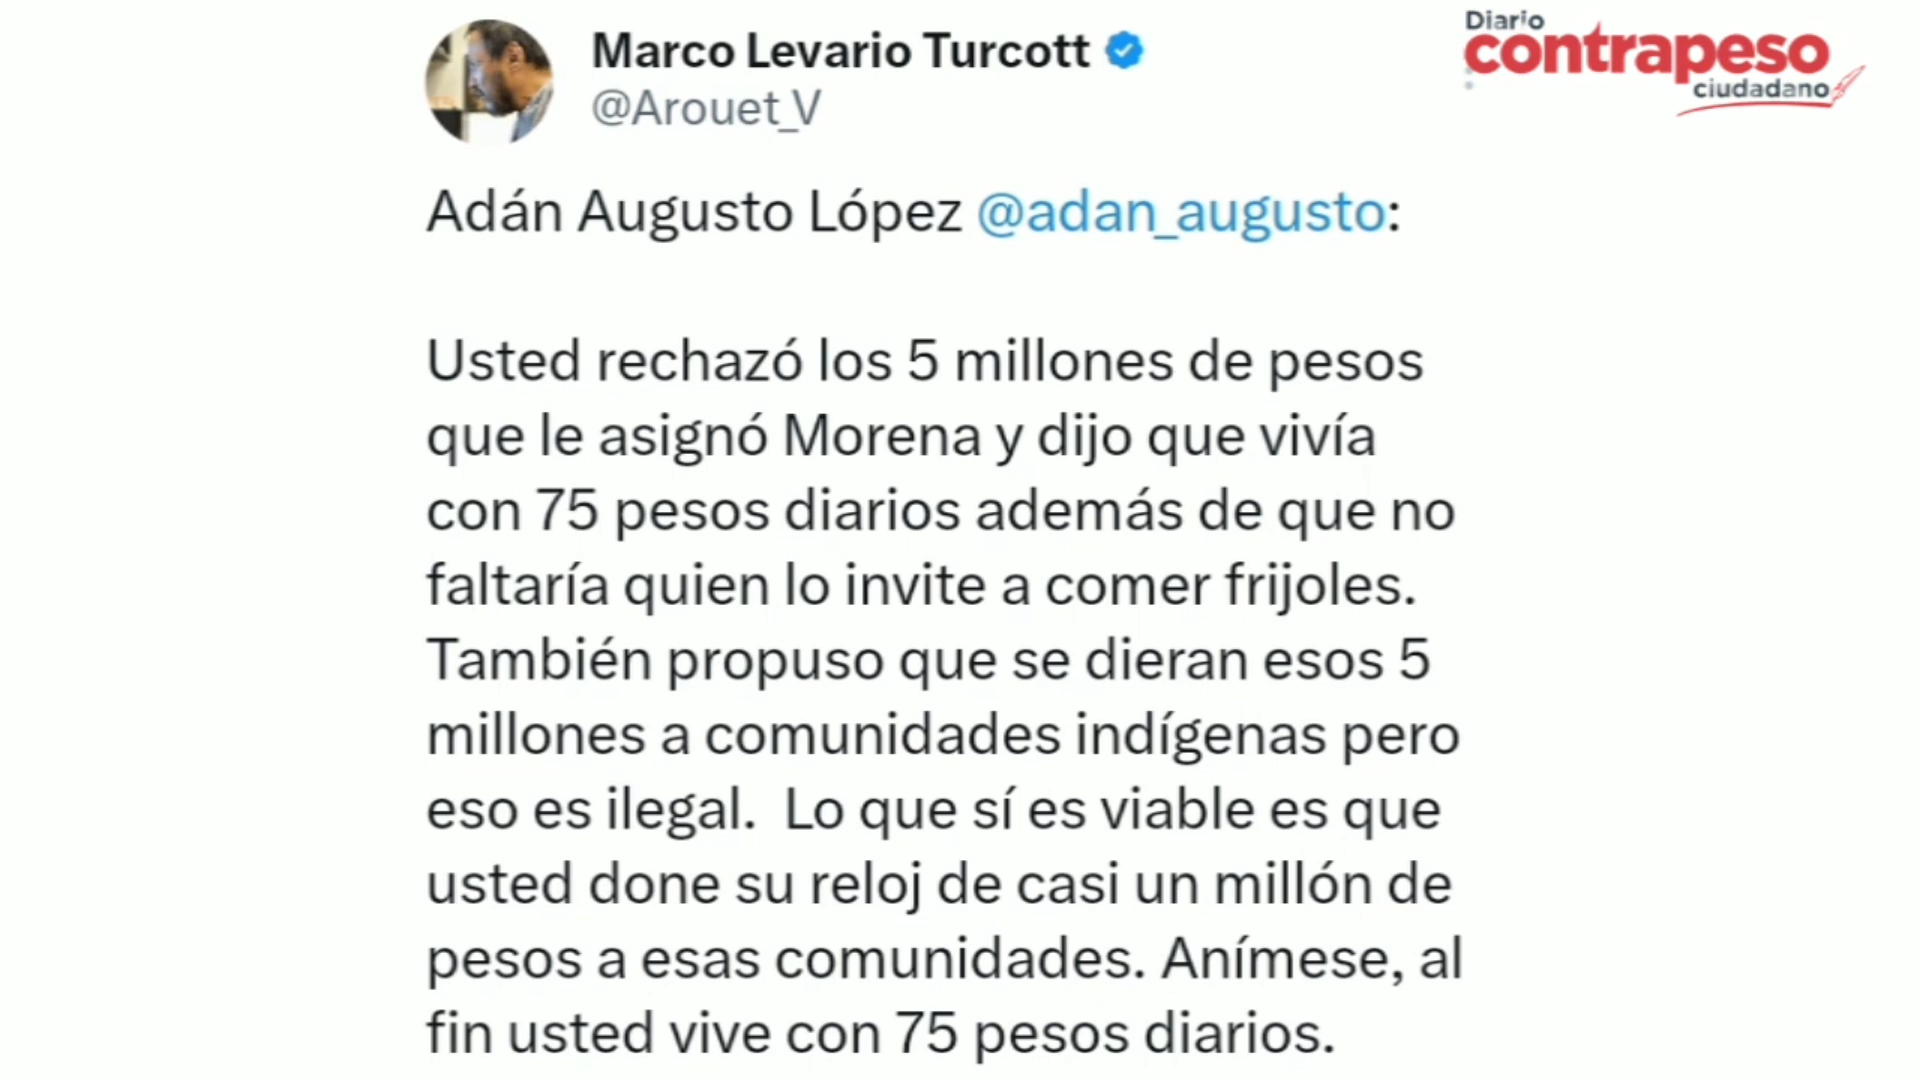 Diario
contrapeso
ciudadano
Marco Levario Turcott
@Arouet_V
Adán Augusto López @adan_augusto:
Usted rechazó los 5 millones de pesos
que le asignó Morena y dijo que vivía
con 75 pesos diarios además de que no
faltaría quien lo invite a comer frijoles.
También propuso que se dieran esos 5
millones a comunidades indígenas pero
eso es ilegal.  Lo que sí es viable es que
usted done su reloj de casi un millón de
pesos a esas comunidades. Anímese, al
fin usted vive con 75 pesos diarios.